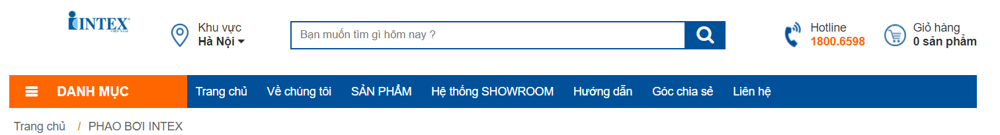 INTEX
VIỆT NAM
Khu vực
Hà Nội
Bạn muốn tìm gì hôm nay ?
Hotline
1800.6598
Giỏ hàng
0 sản phẩm
DANH MỤC
Trang chủ Về chúng tôi SẢN PHẨM Hệ thống SHOWROOM Hướng dẫn Góc chia sẻ Liên hệ
Trang chủ / PHAO BƠI INTEX